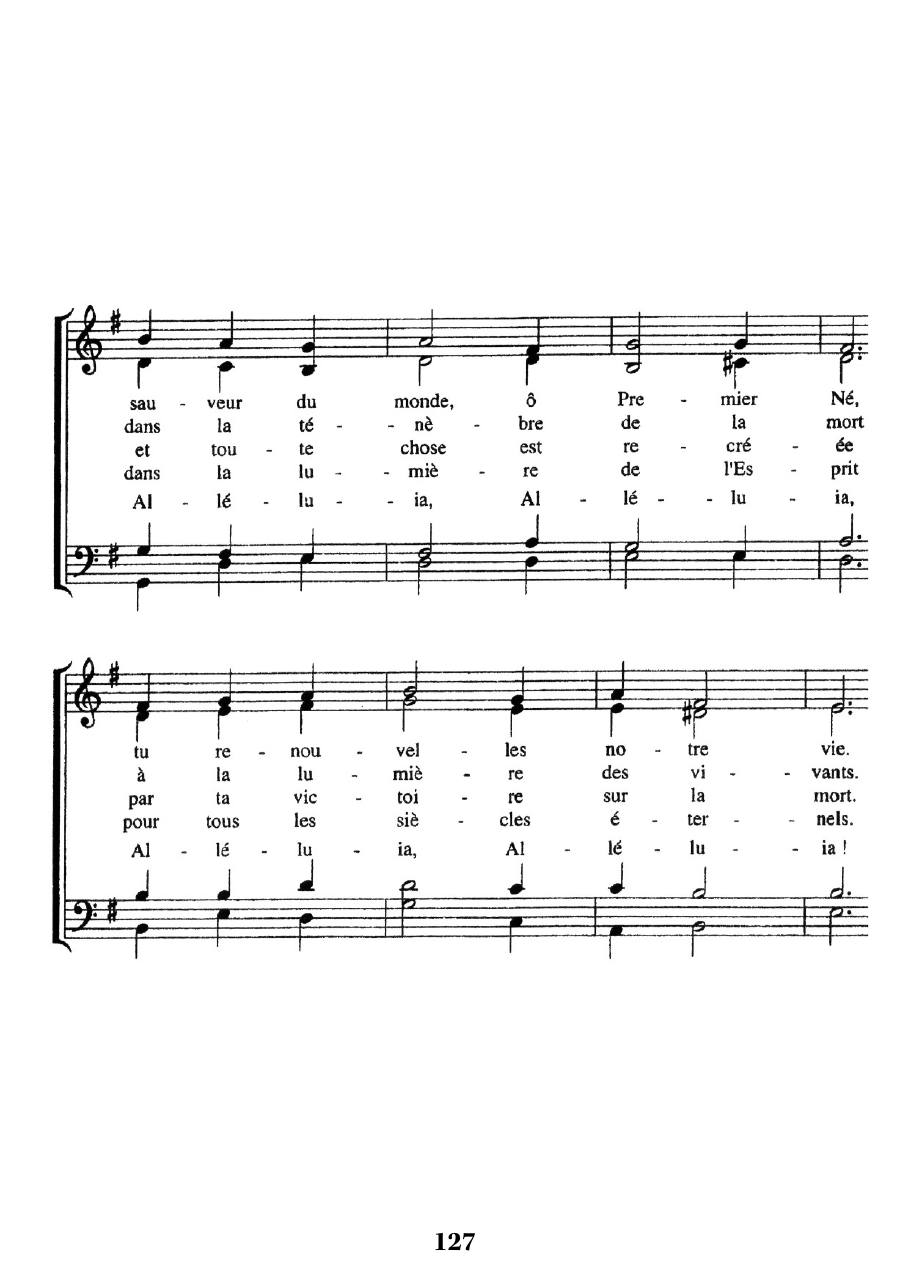 sau - veur du monde, ô Pre - mier Né,
dans la té - - nè - bre de la mort
et tou - te chose est re - cré - ée
dans la lu - - miè - re de l'Es - prit
Al - lé - lu - - ia, Al - lé - - lu - ia,
tu re - nou - vel - les no - tre vie.
à la lu - miè - re des vi - - vants.
par ta vic - toi - re sur la mort.
pour tous les siè - cles é - ter - - nels.
Al - lé - lu - ia, Al - lé - lu - ia !
127